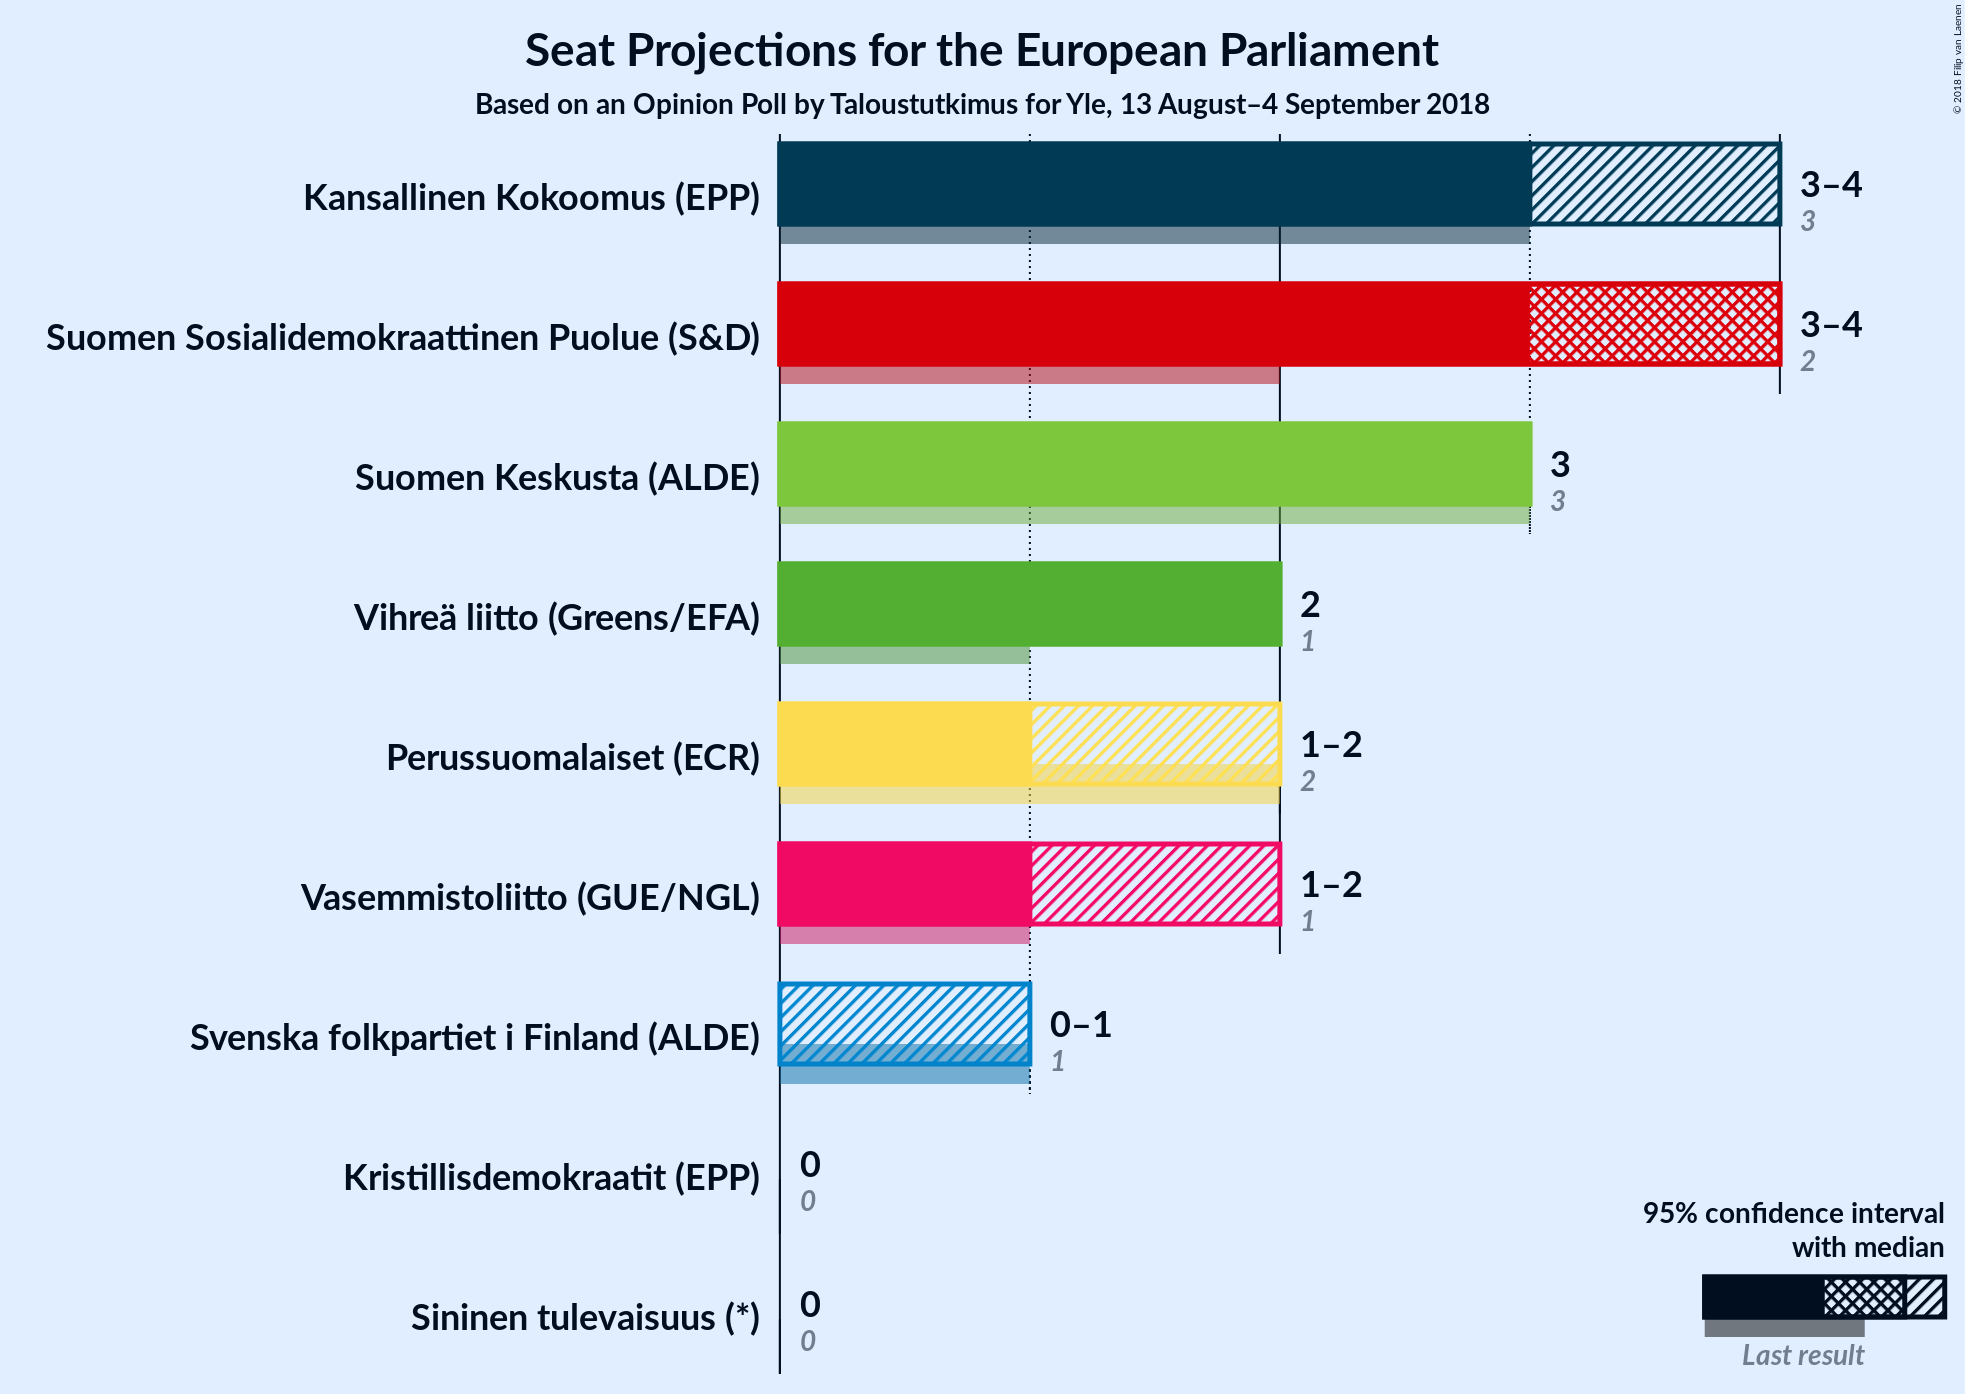 Seat Projections for the European Parliament
Based on an Opinion Poll by Taloustutkimus for Yle, 13 August–4 September 2018
© 2018 Filip van Laenen
Kansallinen Kokoomus (EPP)
3–4
3
Suomen Sosialidemokraattinen Puolue (S&D)
3–4
2
Suomen Keskusta (ALDE)
3
3
Vihreä liitto (Greens/EFA)
2
1
Perussuomalaiset (ECR)
1–2
2
Vasemmistoliitto (GUE/NGL)
1–2
1
Svenska folkpartiet i Finland (ALDE)
0–1
1
Kristillisdemokraatit (EPP)
0
0
Sininen tulevaisuus (*)
0
0
95% confidence interval
with median
Last result